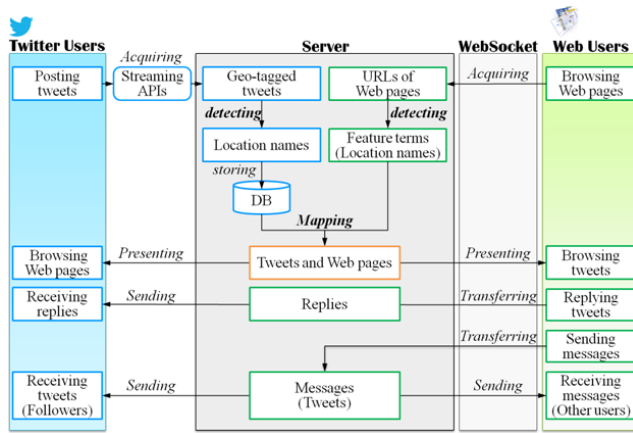 Twitter Users
Server
WebSocket
Web Users
Acquiring
Posting
tweets
Streaming
APIs
Geo-tagged
tweets
URLs of
Web pages
Acquiring
Browsing
Web pages
detecting
detecting
Location names
Feature terms
(Location names)
storing
DB
Mapping
Browsing
Web pages
Presenting
Tweets and Web pages
Presenting
Browsing
tweets
Receiving
replies
Sending
Replies
Transferring
Replying
tweets
Transferring
Sending
messages
Receiving
tweets
(Followers)
Sending
Messages
(Tweets)
Sending
Receiving
messages
(Other users)